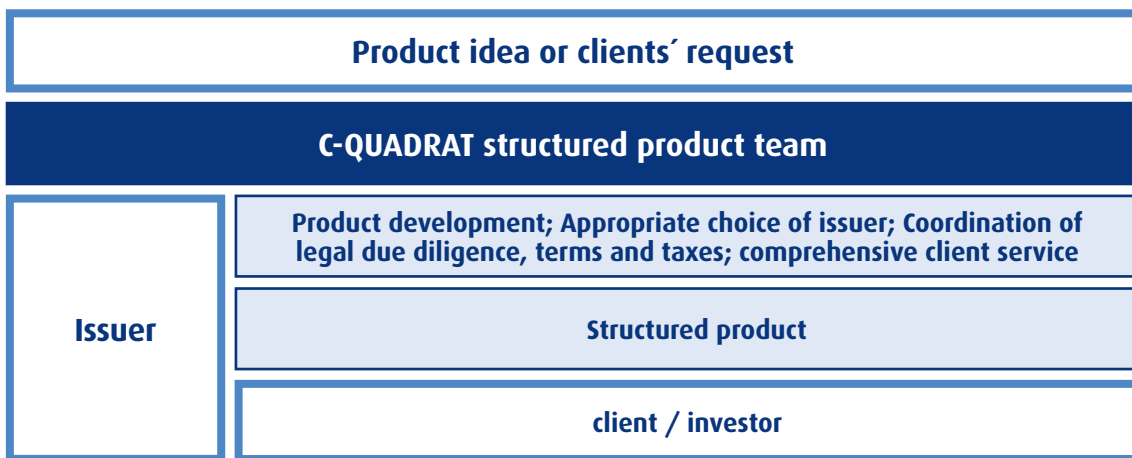 Product idea or clients´ request
C-QUADRAT structured product team
Issuer
Product development; Appropriate choice of issuer; Coordination of
legal due diligence, terms and taxes; comprehensive client service
Structured product
client / investor